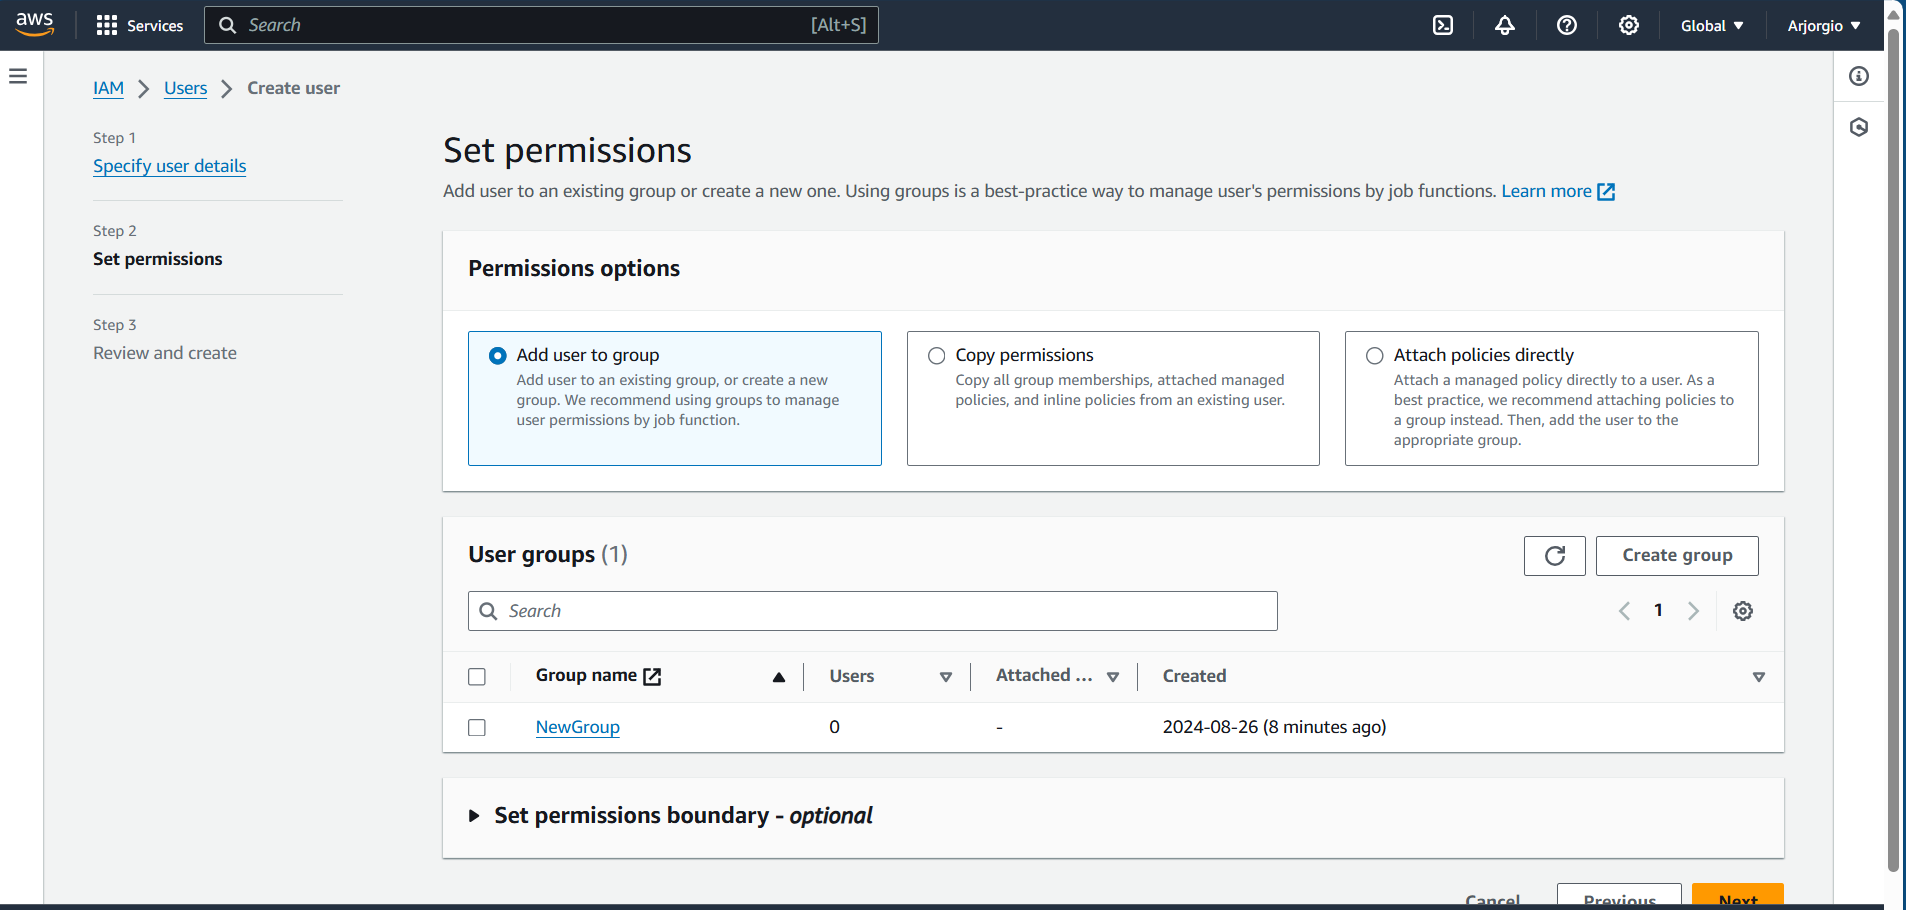 aws
Services
Search
[Alt+S]
Global
Arjorgio
IAM
Users
Create user
Step 1
Specify user details
Step 2
Set permissions
Step 3
Review and create
Set permissions
Add user to an existing group or create a new one. Using groups is a best-practice way to manage user's permissions by job functions. Learn more
Permissions options
Add user to group
Add user to an existing group, or create a new
group. We recommend using groups to manage
user permissions by job function.
Copy permissions
Copy all group memberships, attached managed
policies, and inline policies from an existing user.
Attach policies directly
Attach a managed policy directly to a user. As a
best practice, we recommend attaching policies to
a group instead. Then, add the user to the
appropriate group.
User groups (1)
Create group
Search
1
Group name
Users
Attached ...
Created
NewGroup
0
-
2024-08-26 (8 minutes ago)
Set permissions boundary - optional
Cancel
Previous
Next